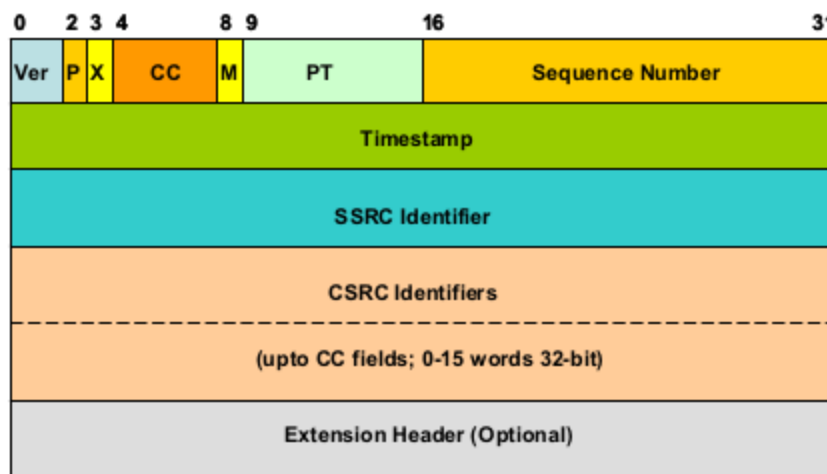 0 2 3 4 8 9 16 31
Ver P X CC M PT Sequence Number
Timestamp
SSRC Identifier
CSRC Identifiers
(upto CC fields; 0-15 words 32-bit)
Extension Header (Optional)